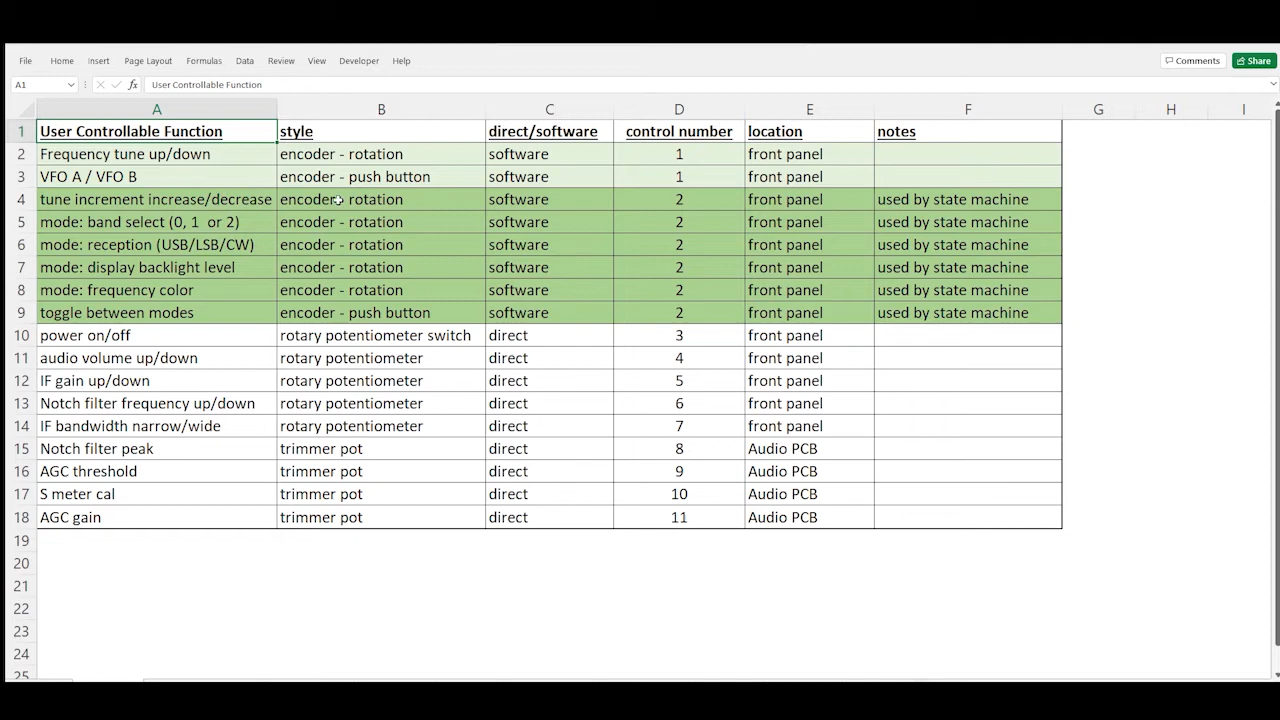 File Home Insert Page Layout Formulas Data Review View Developer Help Comments Share
A1 fx User Controllable Function
A B C D E F G H I
1 User Controllable Function style direct/software control number location notes
2 Frequency tune up/down encoder - rotation software 1 front panel
3 VFO A / VFO B encoder - push button software 1 front panel
4 tune increment increase/decrease encoder - rotation software 2 front panel used by state machine
5 mode: band select (0, 1 or 2) encoder - rotation software 2 front panel used by state machine
6 mode: reception (USB/LSB/CW) encoder - rotation software 2 front panel used by state machine
7 mode: display backlight level encoder - rotation software 2 front panel used by state machine
8 mode: frequency color encoder - rotation software 2 front panel used by state machine
9 toggle between modes encoder - push button software 2 front panel used by state machine
10 power on/off rotary potentiometer switch direct 3 front panel
11 audio volume up/down rotary potentiometer direct 4 front panel
12 IF gain up/down rotary potentiometer direct 5 front panel
13 Notch filter frequency up/down rotary potentiometer direct 6 front panel
14 IF bandwidth narrow/wide rotary potentiometer direct 7 front panel
15 Notch filter peak trimmer pot direct 8 Audio PCB
16 AGC threshold trimmer pot direct 9 Audio PCB
17 S meter cal trimmer pot direct 10 Audio PCB
18 AGC gain trimmer pot direct 11 Audio PCB
19
20
21
22
23
24
25